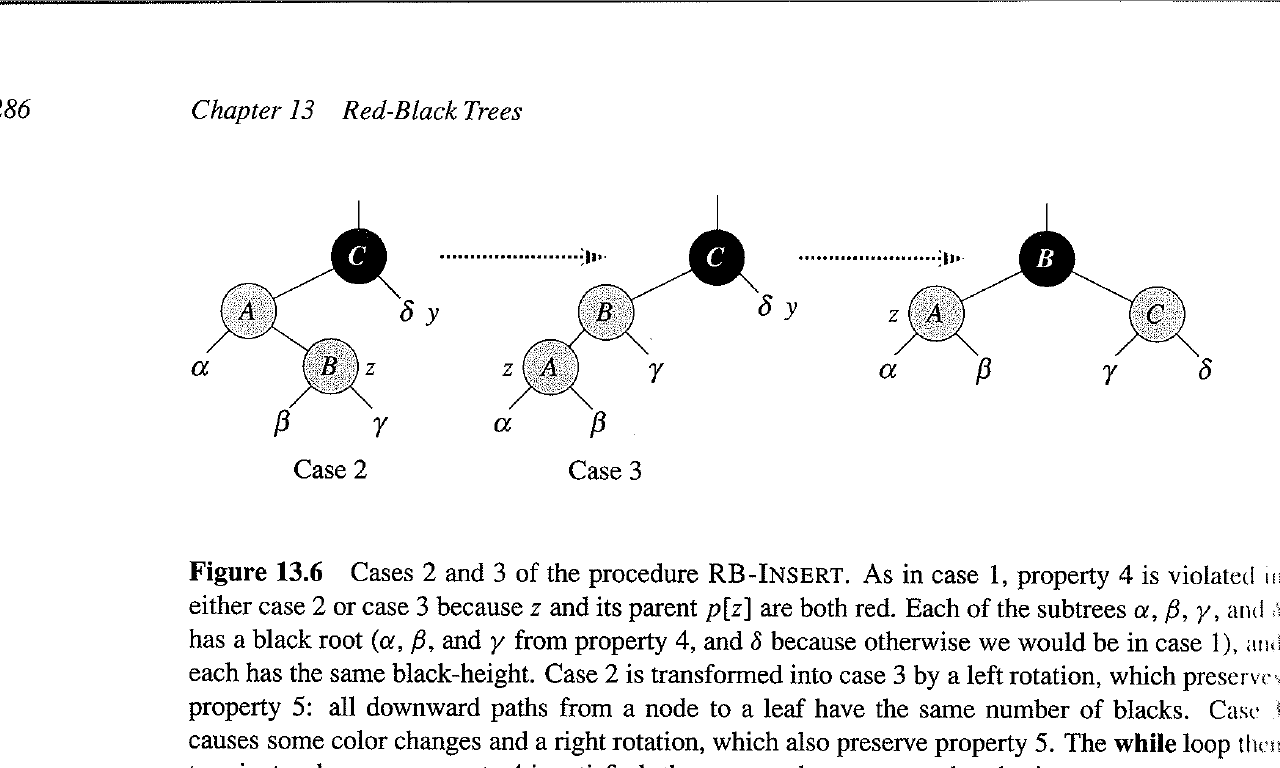 286
Chapter 13 Red-Black Trees
C C B
A δ y B δ y z A C
α B z z A γ α β γ δ
β γ α β
Case 2 Case 3
Figure 13.6 Cases 2 and 3 of the procedure RB-INSERT. As in case 1, property 4 is violated in
either case 2 or case 3 because z and its parent p[z] are both red. Each of the subtrees α, β, γ, and
has a black root (α, β, and γ from property 4, and δ because otherwise we would be in case 1), and
each has the same black-height. Case 2 is transformed into case 3 by a left rotation, which preserves
property 5: all downward paths from a node to a leaf have the same number of blacks. Case
causes some color changes and a right rotation, which also preserve property 5. The while loop then